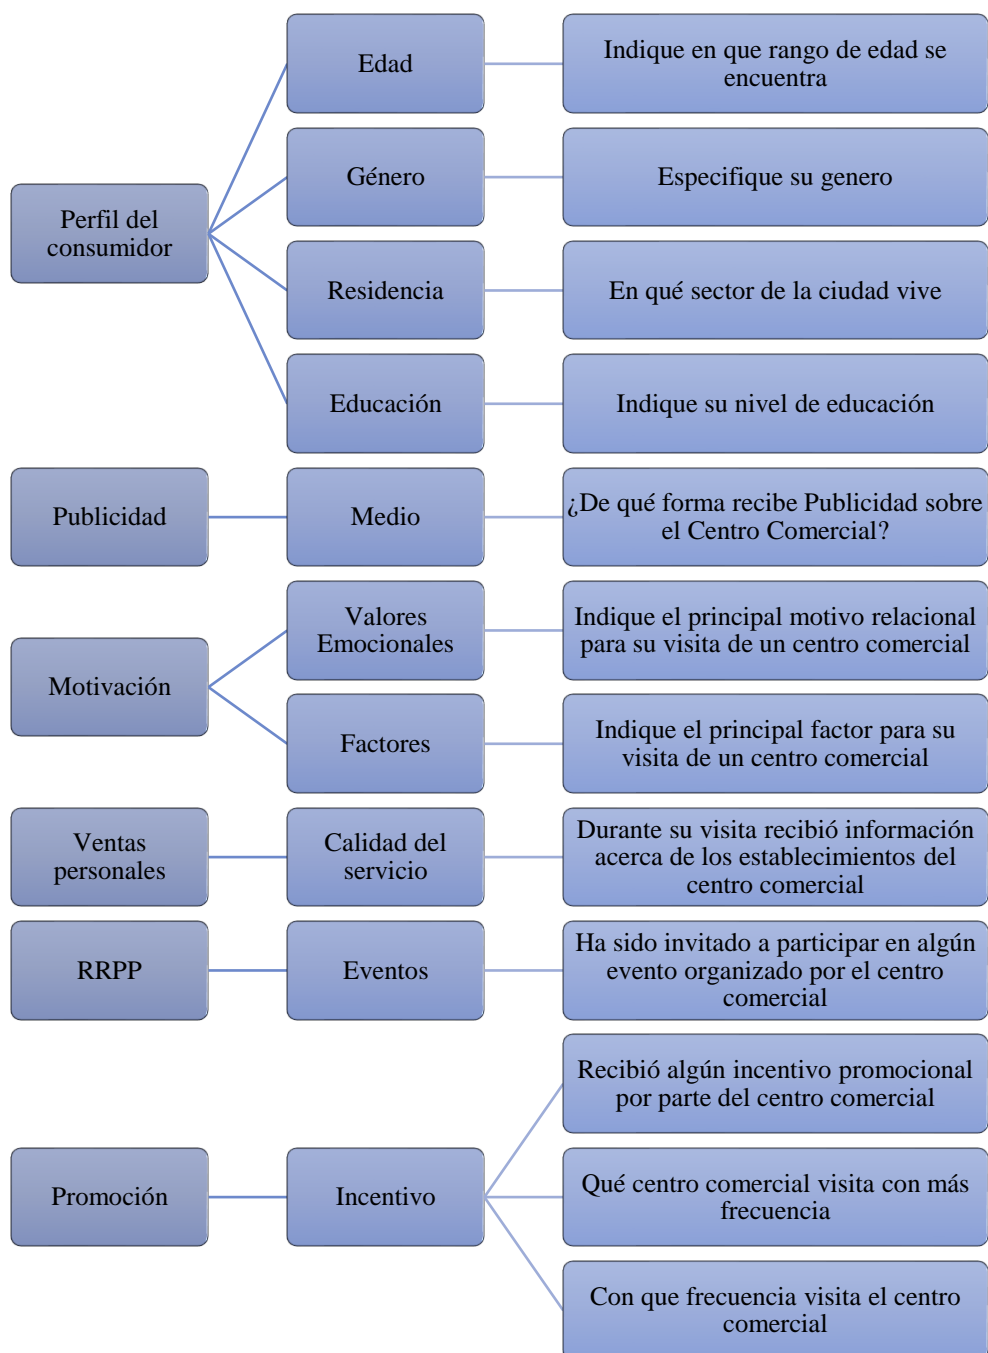 Perfil del
consumidor
Edad
Indique en que rango de edad se
encuentra
Género
Especifique su genero
Residencia
En qué sector de la ciudad vive
Educación
Indique su nivel de educación
Publicidad
Medio
¿De qué forma recibe Publicidad sobre
el Centro Comercial?
Motivación
Valores
Emocionales
Indique el principal motivo relacional
para su visita de un centro comercial
Factores
Indique el principal factor para su
visita de un centro comercial
Ventas
personales
Calidad del
servicio
Durante su visita recibió información
acerca de los establecimientos del
centro comercial
RRPP
Eventos
Ha sido invitado a participar en algún
evento organizado por el centro
comercial
Promoción
Incentivo
Recibió algún incentivo promocional
por parte del centro comercial
Qué centro comercial visita con más
frecuencia
Con que frecuencia visita el centro
comercial